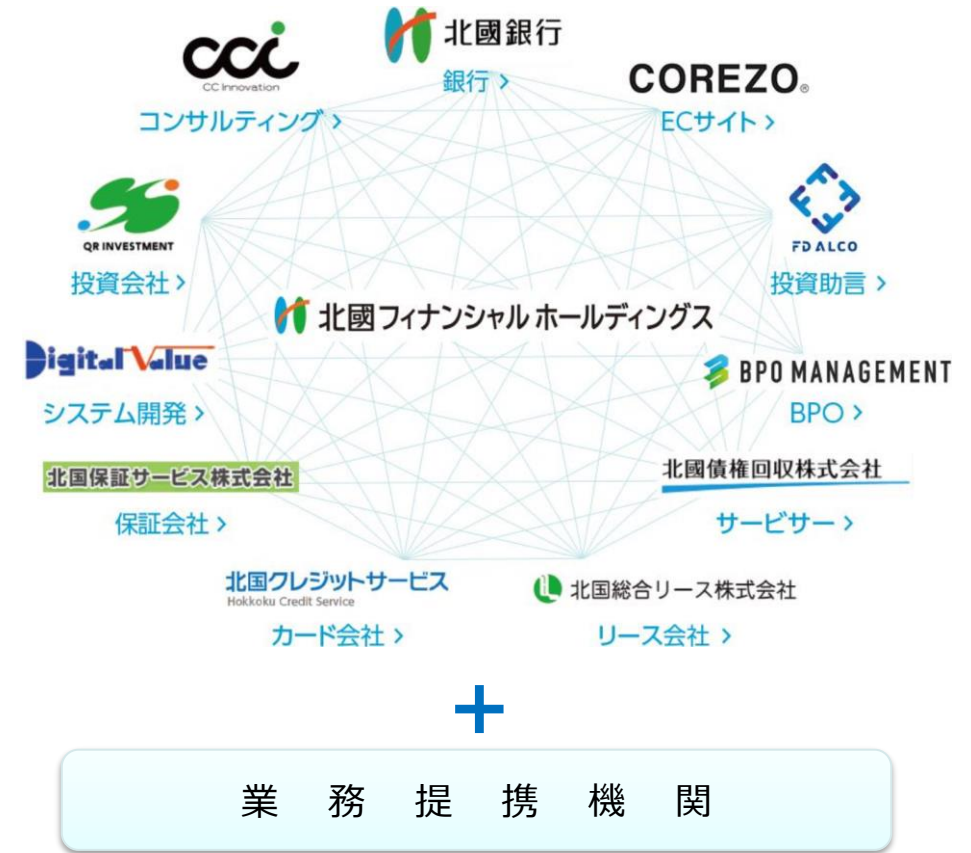 北國銀行
銀行 >
cci
CC Innovation
コンサルティング >
COREZO®
ECサイト >
QR INVESTMENT
投資会社 >
FD ALCO
投資助言 >
北國フィナンシャルホールディングス
Digital Value
システム開発 >
BPO MANAGEMENT
BPO >
北国保証サービス株式会社
保証会社 >
北國債権回収株式会社
サービサー >
北国クレジットサービス
Hokkoku Credit Service
カード会社 >
北国総合リース株式会社
リース会社 >
+
業務提携機関